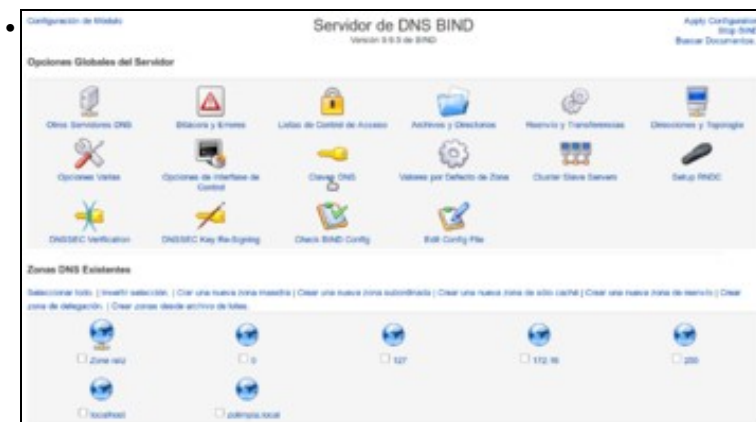 Configuración de Módulo
Servidor de DNS BIND
Versión 9.9.5 de BIND
Apply Configuration
Stop BIND
Buscar Documentos..
Opciones Globales del Servidor
Otros Servidores DNS
Bitácora y Errores
Listas de Control de Acceso
Archivos y Directorios
Reenvío y Transferencias
Direcciones y Topología
Opciones Varias
Opciones de Interfase de Control
Claves DNS
Valores por Defecto de Zona
Cluster Slave Servers
Setup RNDC
DNSSEC Verification
DNSSEC Key Re-Signing
Check BIND Config
Edit Config File
Zonas DNS Existentes
Seleccionar todo. | Invertir selección. | Crear una nueva zona maestra | Crear una nueva zona subordinada | Crear una nueva zona de sólo caché | Crear una nueva zona de reenvío | Crear
zona de delegación. | Crear zonas desde archivo de lotes.
Zona raíz
0
127
172.16
255
localhost